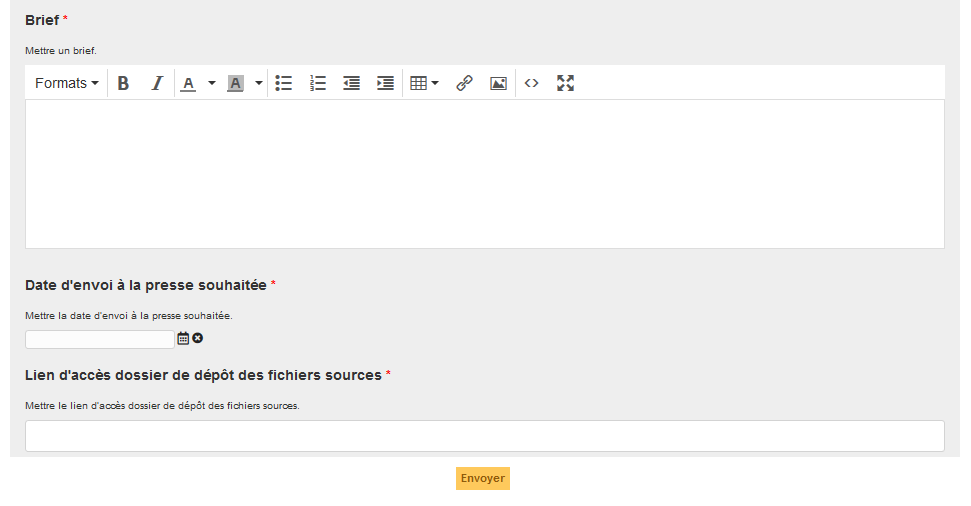 Brief *
Mettre un brief.
Formats B I A A
Date d'envoi à la presse souhaitée *
Mettre la date d'envoi à la presse souhaitée.
Lien d'accès dossier de dépôt des fichiers sources *
Mettre le lien d'accès dossier de dépôt des fichiers sources.
Envoyer